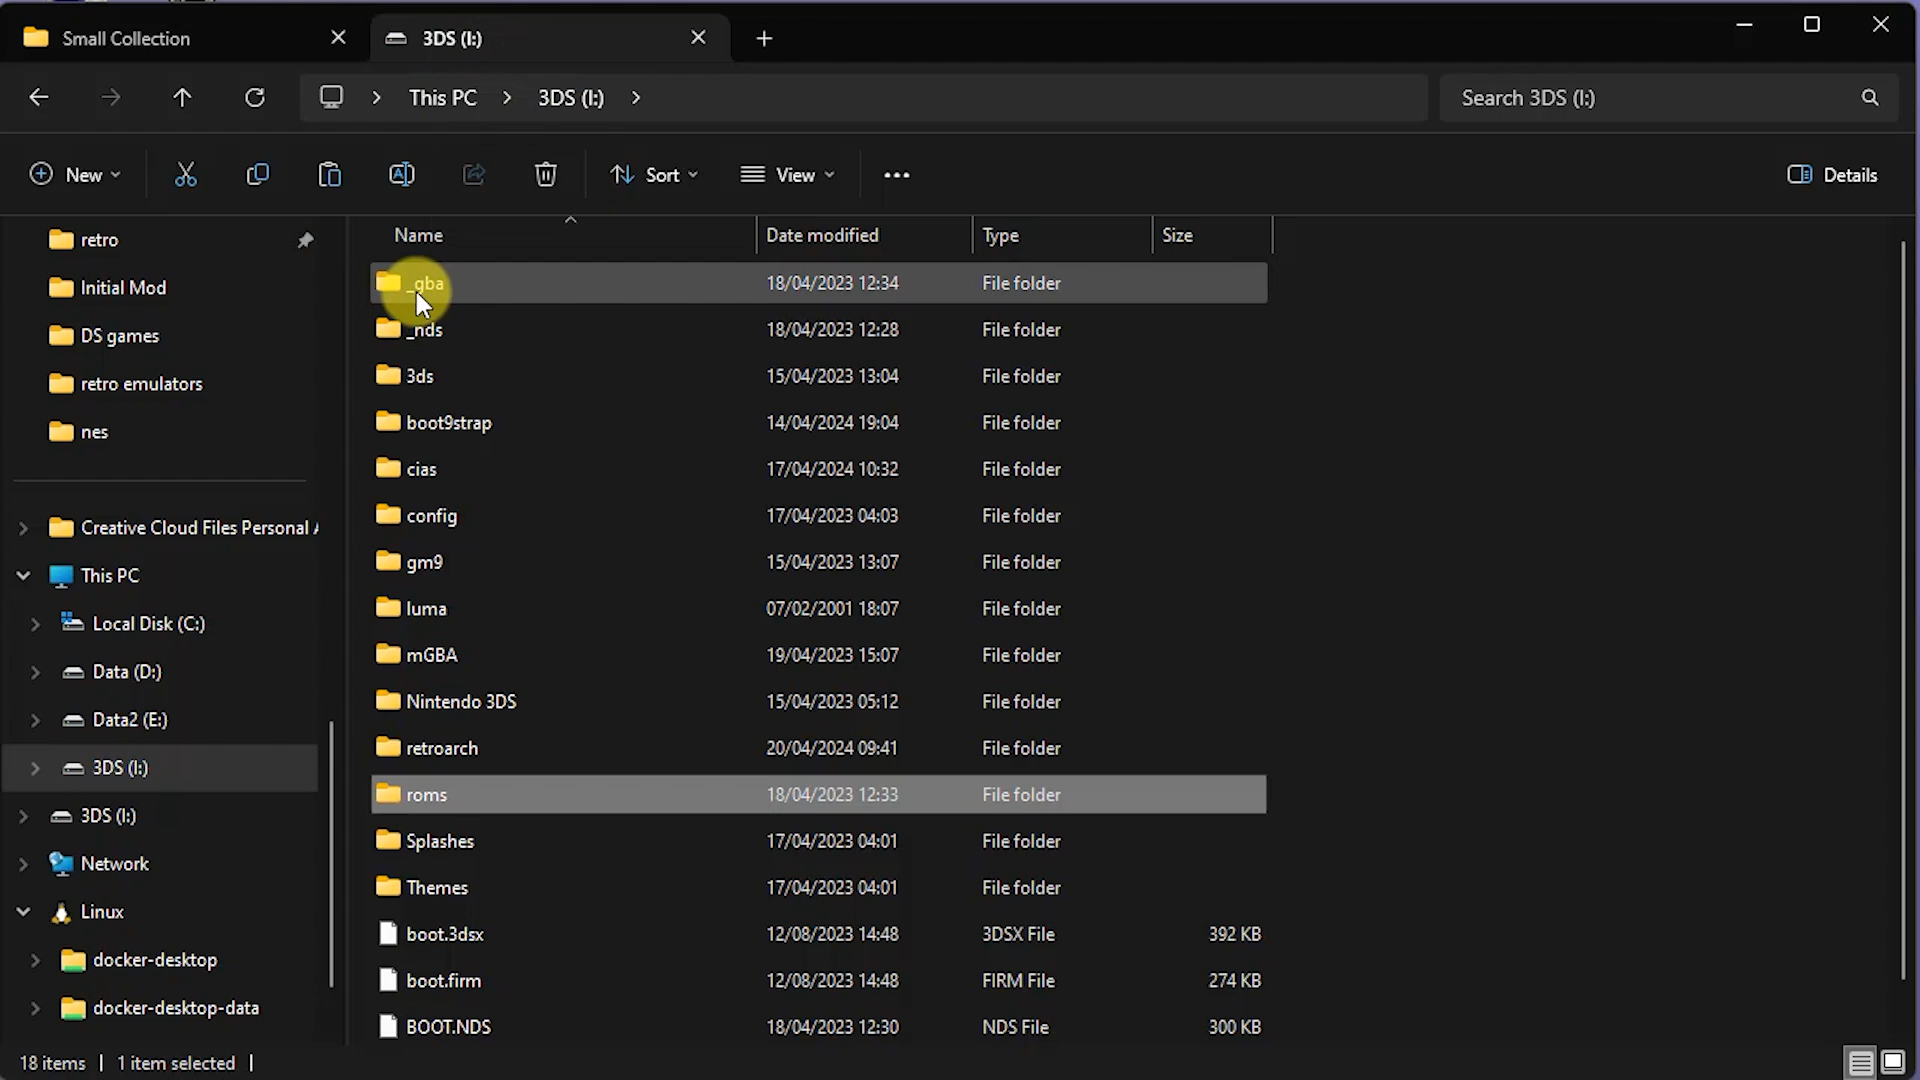 Small Collection
3DS (I:)
This PC
3DS (I:)
Search 3DS (I:)
New
Sort
View
Details
retro
Initial Mod
DS games
retro emulators
nes
Creative Cloud Files Personal
This PC
Local Disk (C:)
Data (D:)
Data2 (E:)
3DS (I:)
3DS (I:)
Network
Linux
docker-desktop
docker-desktop-data
Name Date modified Type Size
_gba 18/04/2023 12:34 File folder
_nds 18/04/2023 12:28 File folder
3ds 15/04/2023 13:04 File folder
boot9strap 14/04/2024 19:04 File folder
cias 17/04/2024 10:32 File folder
config 17/04/2023 04:03 File folder
gm9 15/04/2023 13:07 File folder
luma 07/02/2001 18:07 File folder
mGBA 19/04/2023 15:07 File folder
Nintendo 3DS 15/04/2023 05:12 File folder
retroarch 20/04/2024 09:41 File folder
roms 18/04/2023 12:33 File folder
Splashes 17/04/2023 04:01 File folder
Themes 17/04/2023 04:01 File folder
boot.3dsx 12/08/2023 14:48 3DSX File 392 KB
boot.firm 12/08/2023 14:48 FIRM File 274 KB
BOOT.NDS 18/04/2023 12:30 NDS File 300 KB
18 items 1 item selected